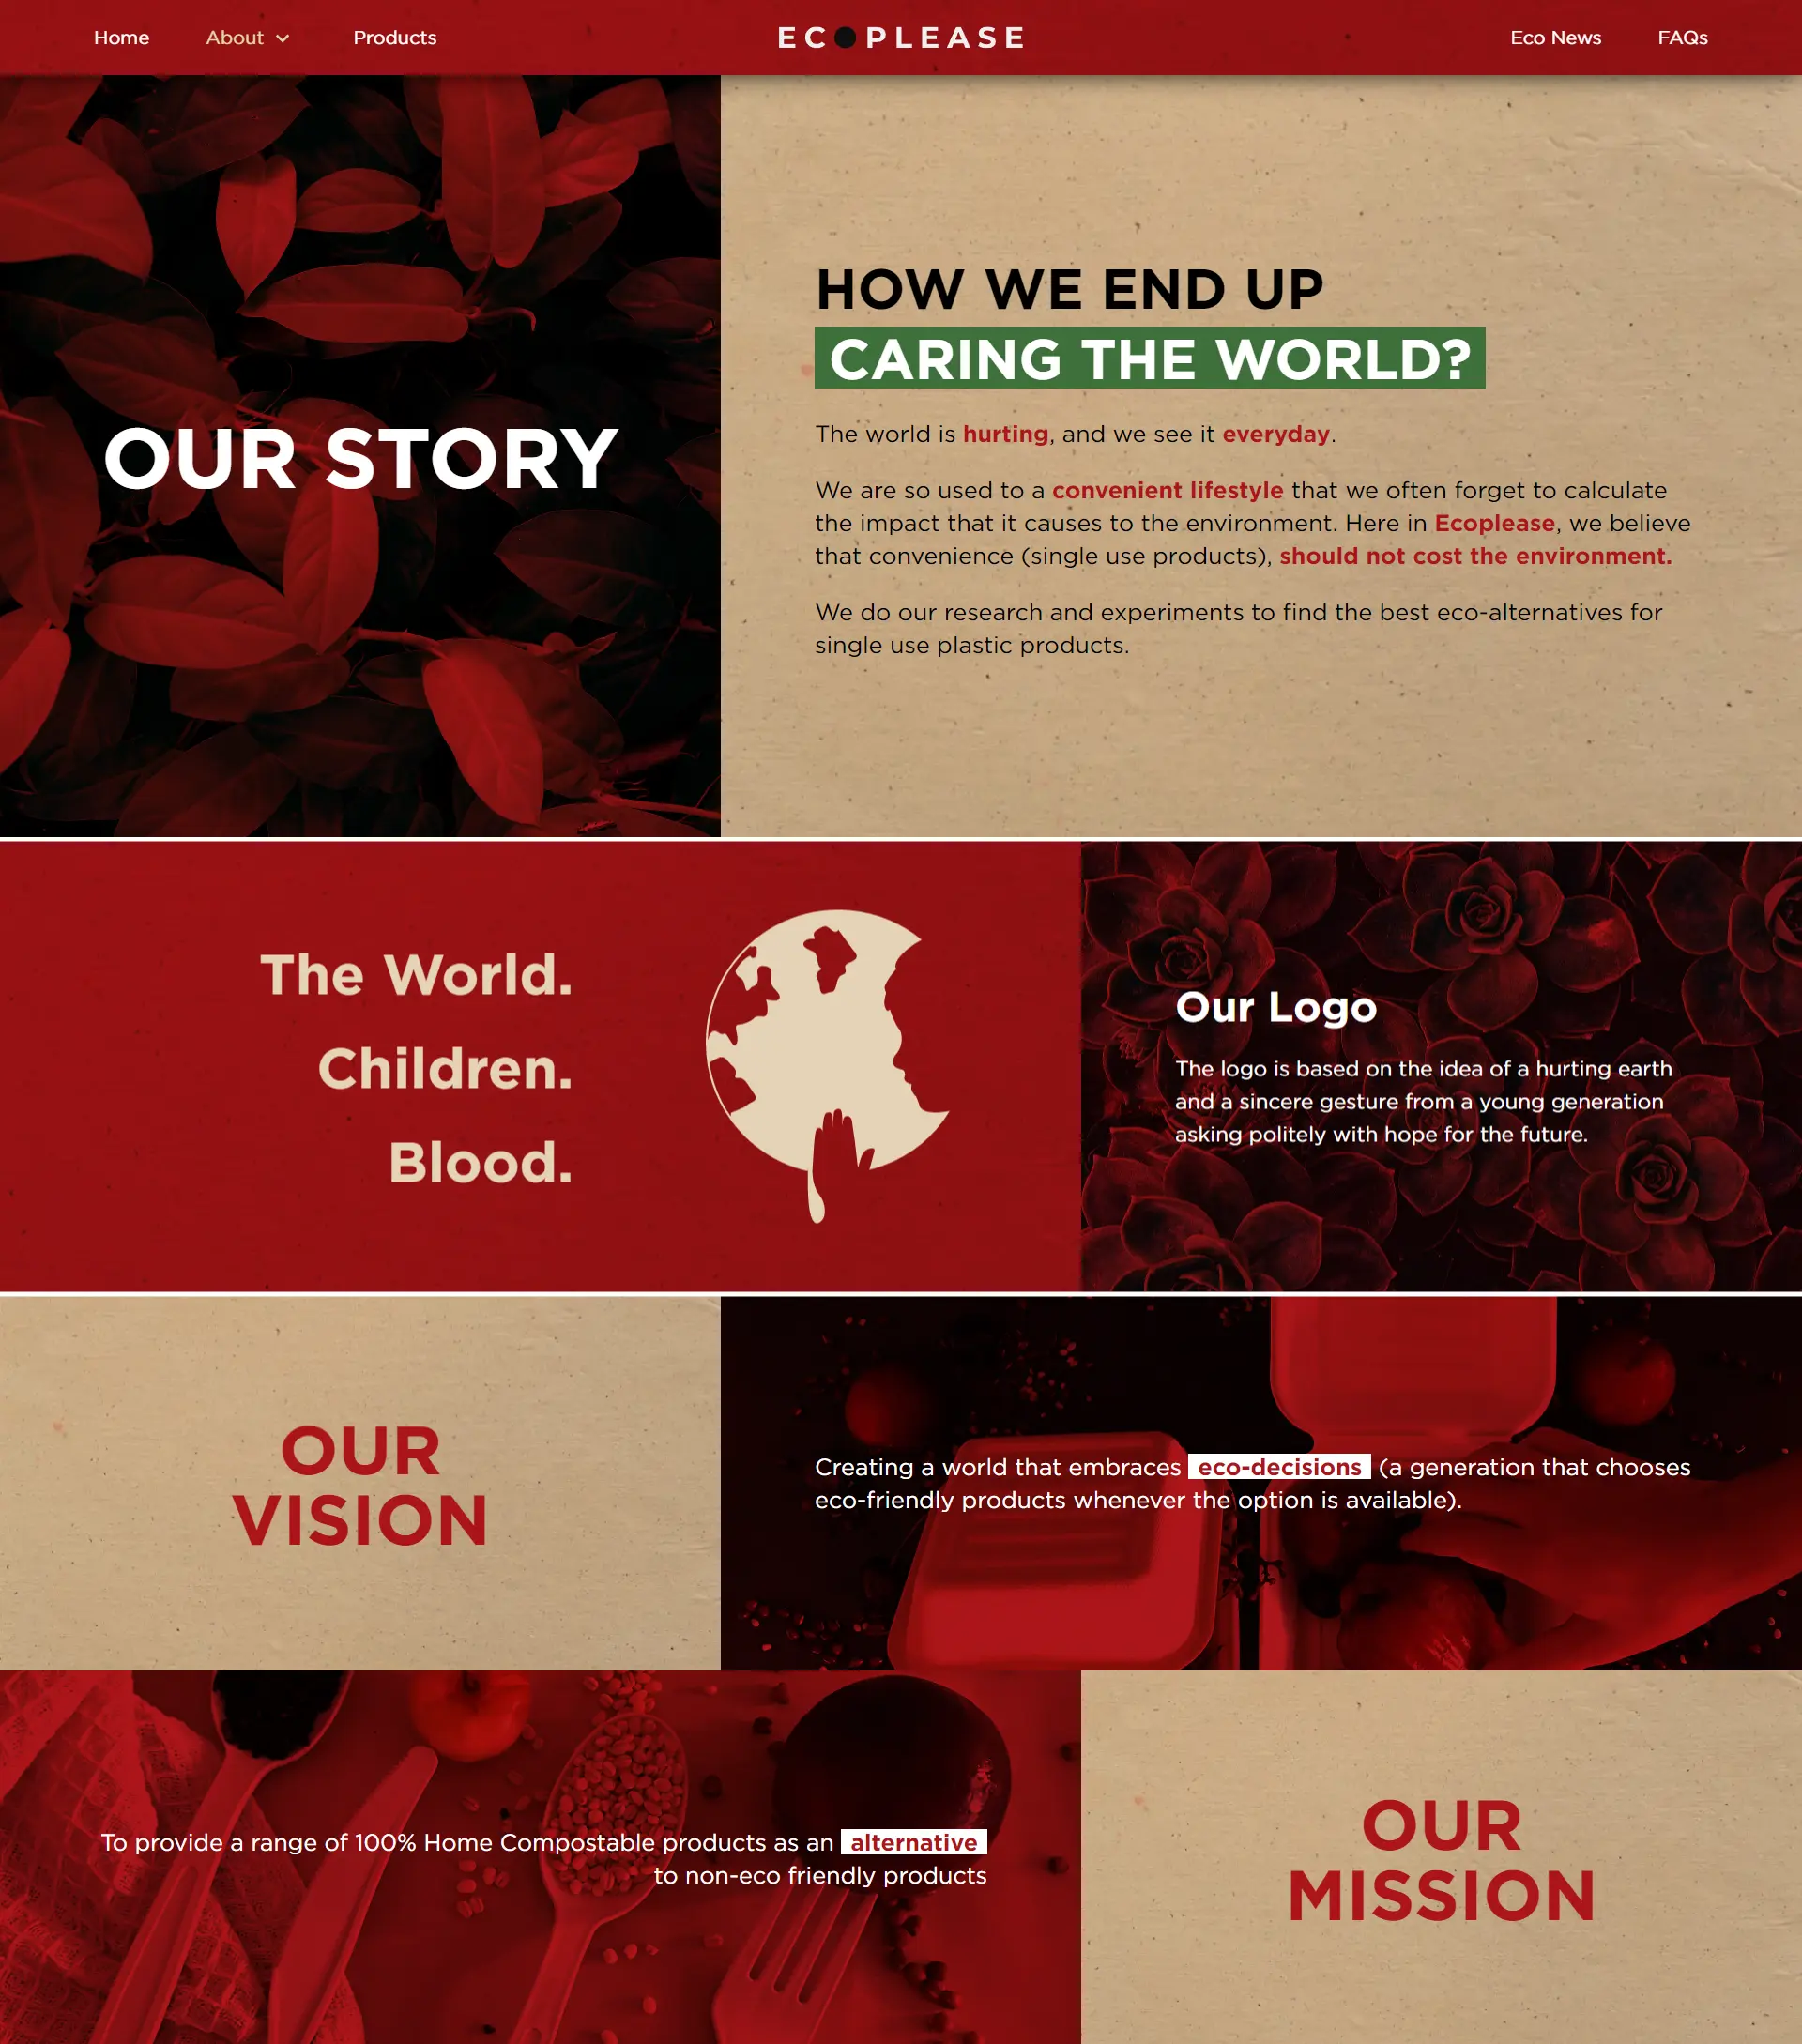 Home About Products EC●PLEASE Eco News FAQs
OUR STORY
HOW WE END UP
CARING THE WORLD?
The world is hurting, and we see it everyday.
We are so used to a convenient lifestyle that we often forget to calculate
the impact that it causes to the environment. Here in Ecoplease, we believe
that convenience (single use products), should not cost the environment.
We do our research and experiments to find the best eco-alternatives for
single use plastic products.
The World.
Children.
Blood.
Our Logo
The logo is based on the idea of a hurting earth
and a sincere gesture from a young generation
asking politely with hope for the future.
OUR
VISION
Creating a world that embraces eco-decisions (a generation that chooses
eco-friendly products whenever the option is available).
To provide a range of 100% Home Compostable products as an alternative
to non-eco friendly products
OUR
MISSION